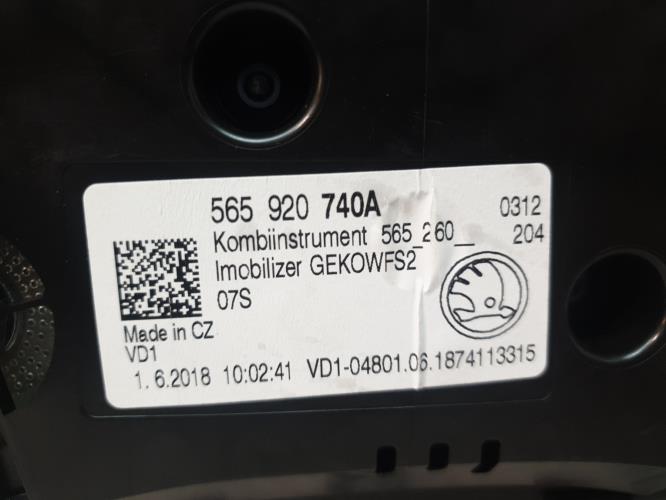 565 920 740A 0312
Kombiinstrument 565_260__ 204
Imobilizer GEKOWFS2
07S
Made in CZ
VD1
1. 6.2018 10:02:41 VD1-04801.06.1874113315